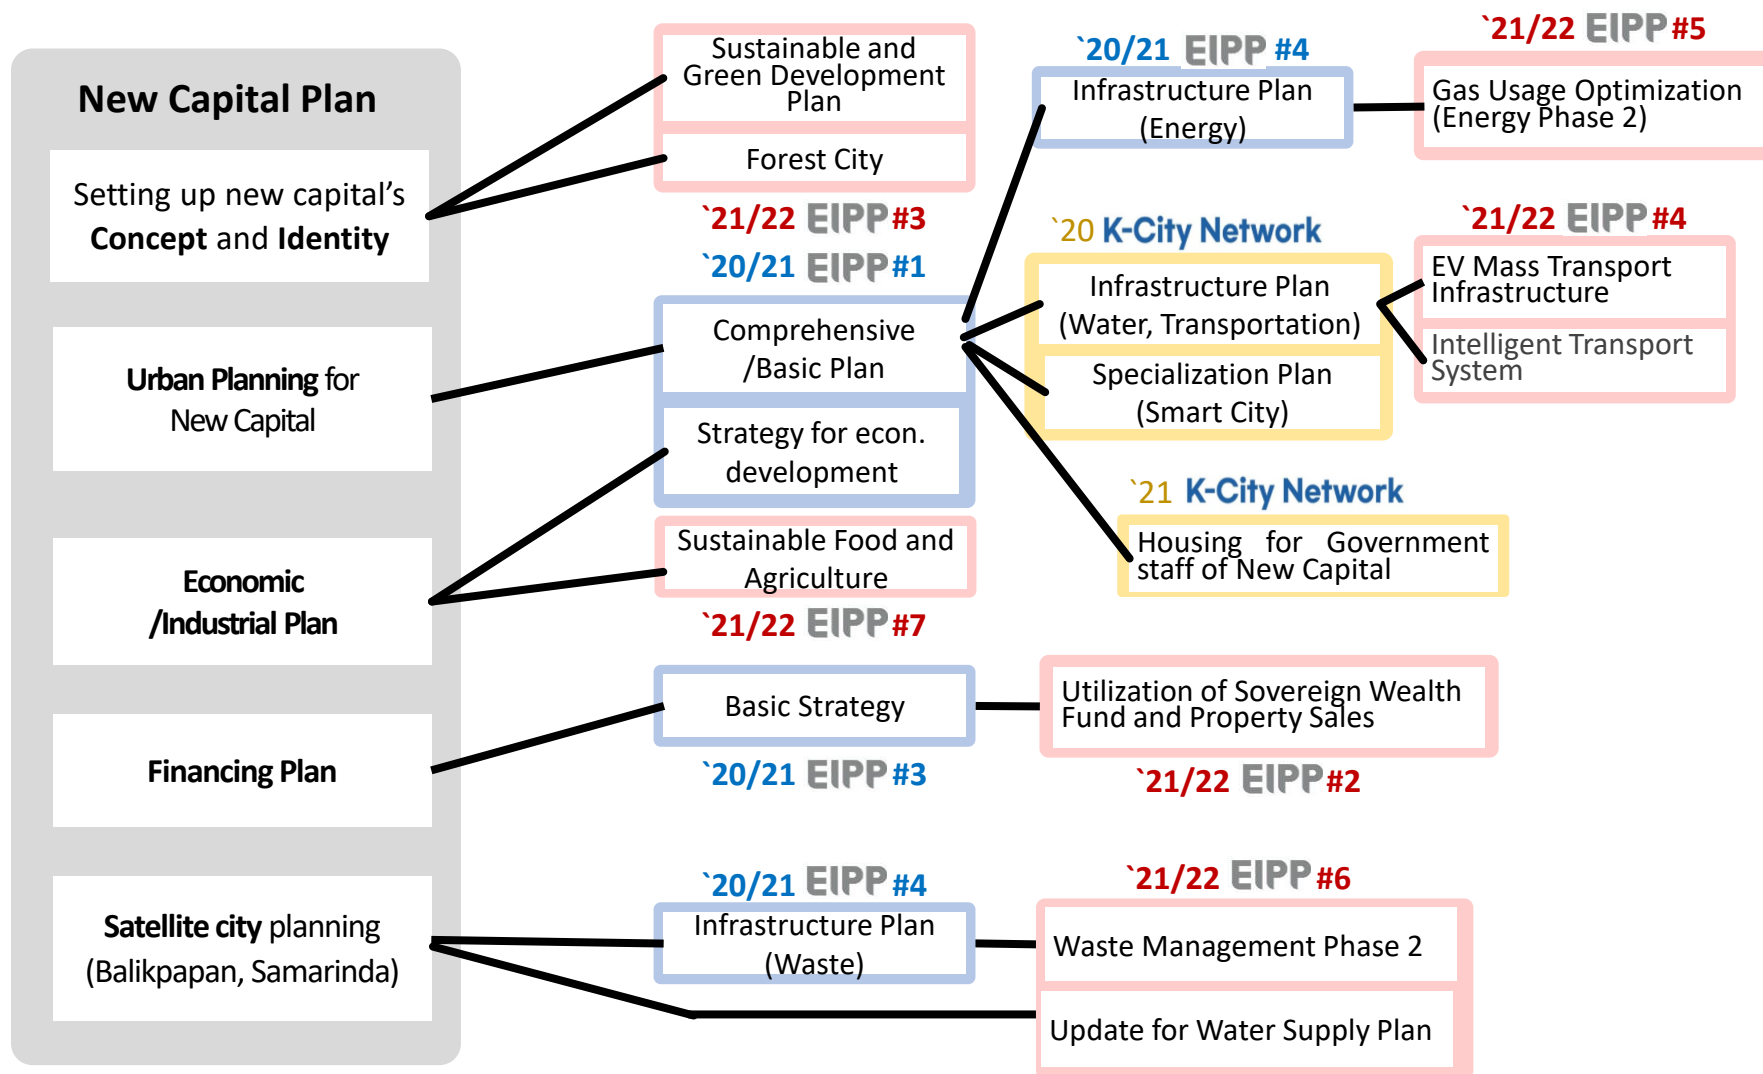 New Capital Plan
Setting up new capital's
Concept and Identity
Urban Planning for
New Capital
Economic
/Industrial Plan
Financing Plan
Satellite city planning
(Balikpapan, Samarinda)
Sustainable and
Green Development
Plan
Forest City
`21/22 EIPP #3
`20/21 EIPP #1
Comprehensive
/Basic Plan
Strategy for econ.
development
Sustainable Food and
Agriculture
`21/22 EIPP #7
Basic Strategy
`20/21 EIPP #3
`20/21 EIPP #4
Infrastructure Plan
(Waste)
`20/21 EIPP #4
Infrastructure Plan
(Energy)
`20 K-City Network
Infrastructure Plan
(Water, Transportation)
Specialization Plan
(Smart City)
`21 K-City Network
Housing for Government
staff of New Capital
Utilization of Sovereign Wealth
Fund and Property Sales
`21/22 EIPP #2
`21/22 EIPP #6
Waste Management Phase 2
Update for Water Supply Plan
`21/22 EIPP #5
Gas Usage Optimization
(Energy Phase 2)
`21/22 EIPP #4
EV Mass Transport
Infrastructure
Intelligent Transport
System